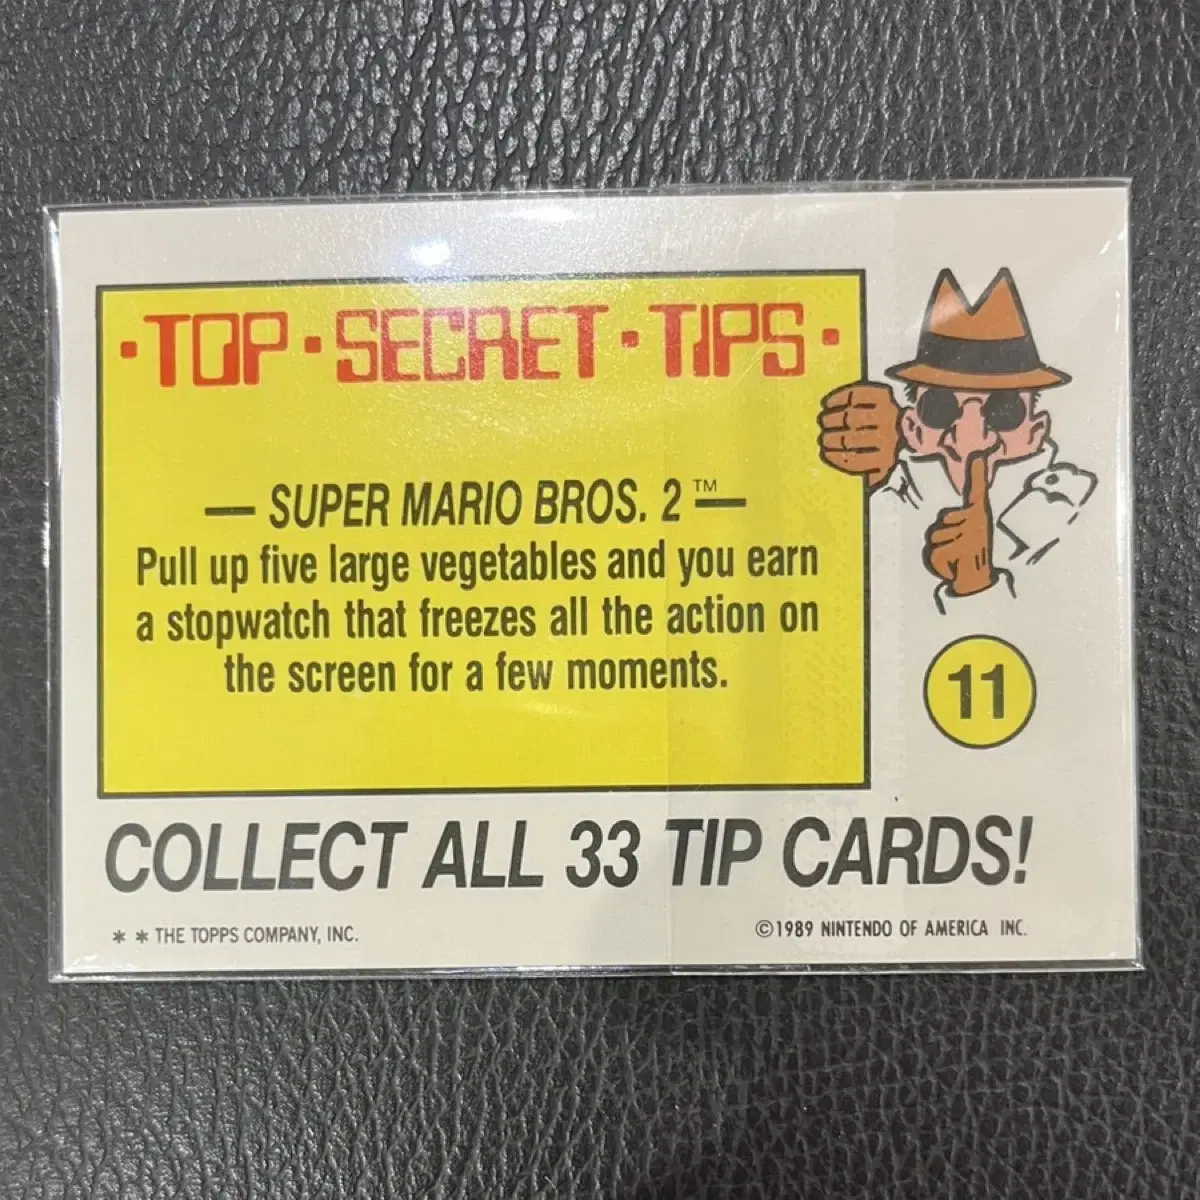 ·TOP·SECRET·TIPS·
— SUPER MARIO BROS. 2™ —
Pull up five large vegetables and you earn
a stopwatch that freezes all the action on
the screen for a few moments.
11
COLLECT ALL 33 TIP CARDS!
* * THE TOPPS COMPANY, INC.
©1989 NINTENDO OF AMERICA INC.